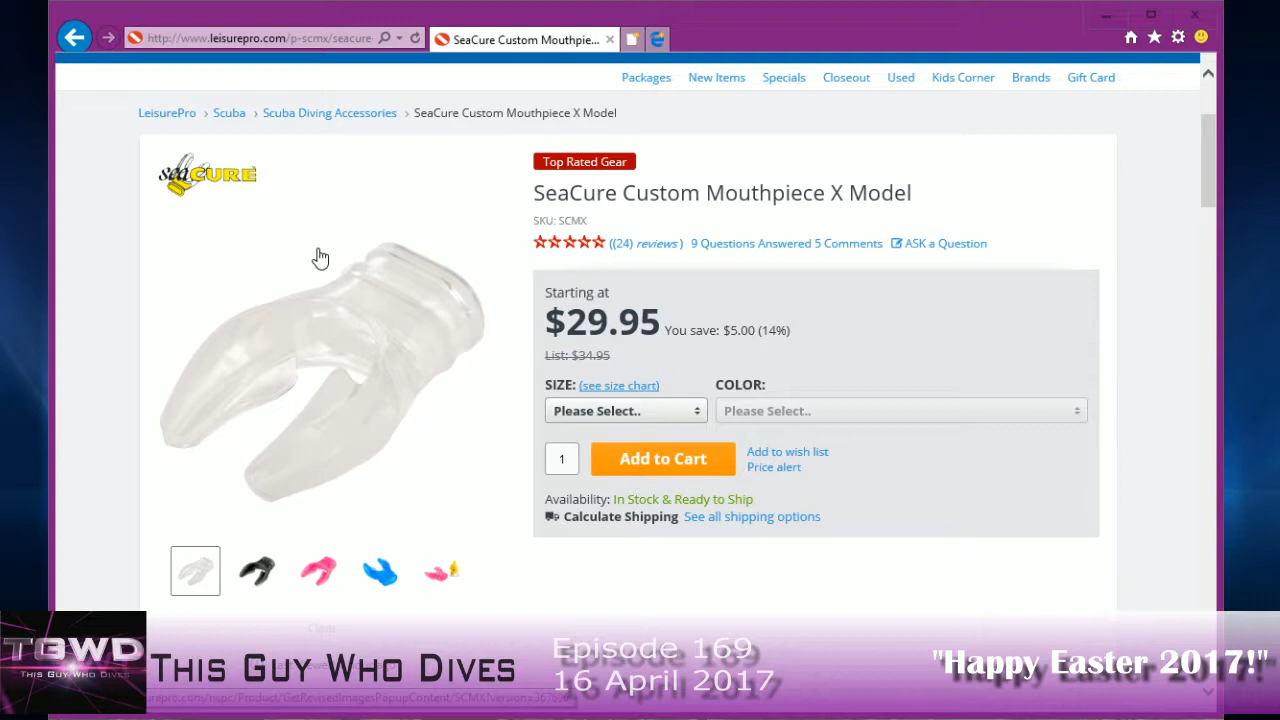 http://www.leisurepro.com/p-scmx/seacure-
SeaCure Custom Mouthpie...
Packages New Items Specials Closeout Used Kids Corner Brands Gift Card
LeisurePro > Scuba > Scuba Diving Accessories > SeaCure Custom Mouthpiece X Model
seaCURE
Top Rated Gear
SeaCure Custom Mouthpiece X Model
SKU: SCMX
((24) reviews ) 9 Questions Answered 5 Comments ASK a Question
Starting at
$29.95 You save: $5.00 (14%)
List: $34.95
SIZE: (see size chart) COLOR:
Please Select.. Please Select..
1 Add to Cart Add to wish list
Price alert
Availability: In Stock & Ready to Ship
Calculate Shipping See all shipping options
TGWD
THIS GUY WHO DIVES
THIS GUY WHO DIVES
Episode 169
16 April 2017
"Happy Easter 2017!"